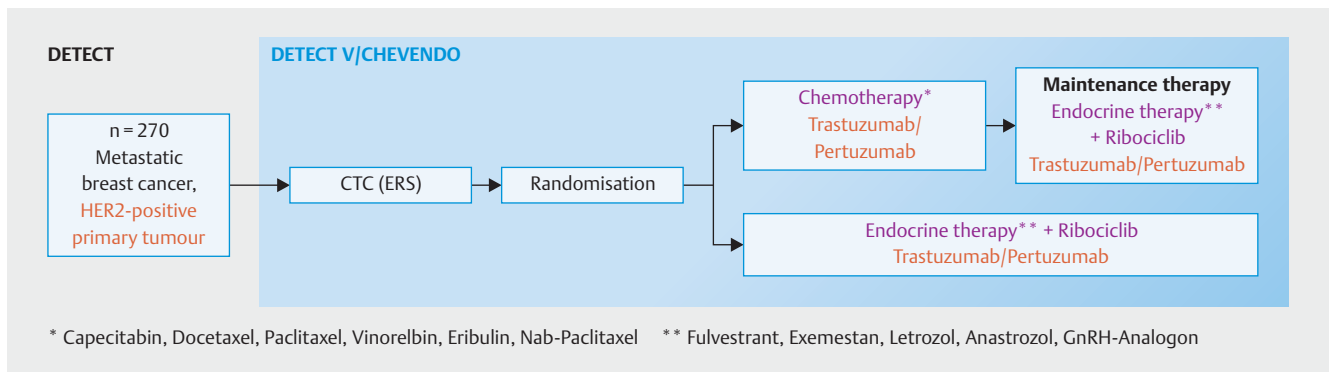 DETECT
DETECT V/CHEVENDO
n = 270
Metastatic
breast cancer,
HER2-positive
primary tumour
CTC (ERS)
Randomisation
Chemotherapy*
Trastuzumab/
Pertuzumab
Maintenance therapy
Endocrine therapy**
+ Ribociclib
Trastuzumab/Pertuzumab
Endocrine therapy** + Ribociclib
Trastuzumab/Pertuzumab
* Capecitabin, Docetaxel, Paclitaxel, Vinorelbin, Eribulin, Nab-Paclitaxel ** Fulvestrant, Exemestan, Letrozol, Anastrozol, GnRH-Analogon